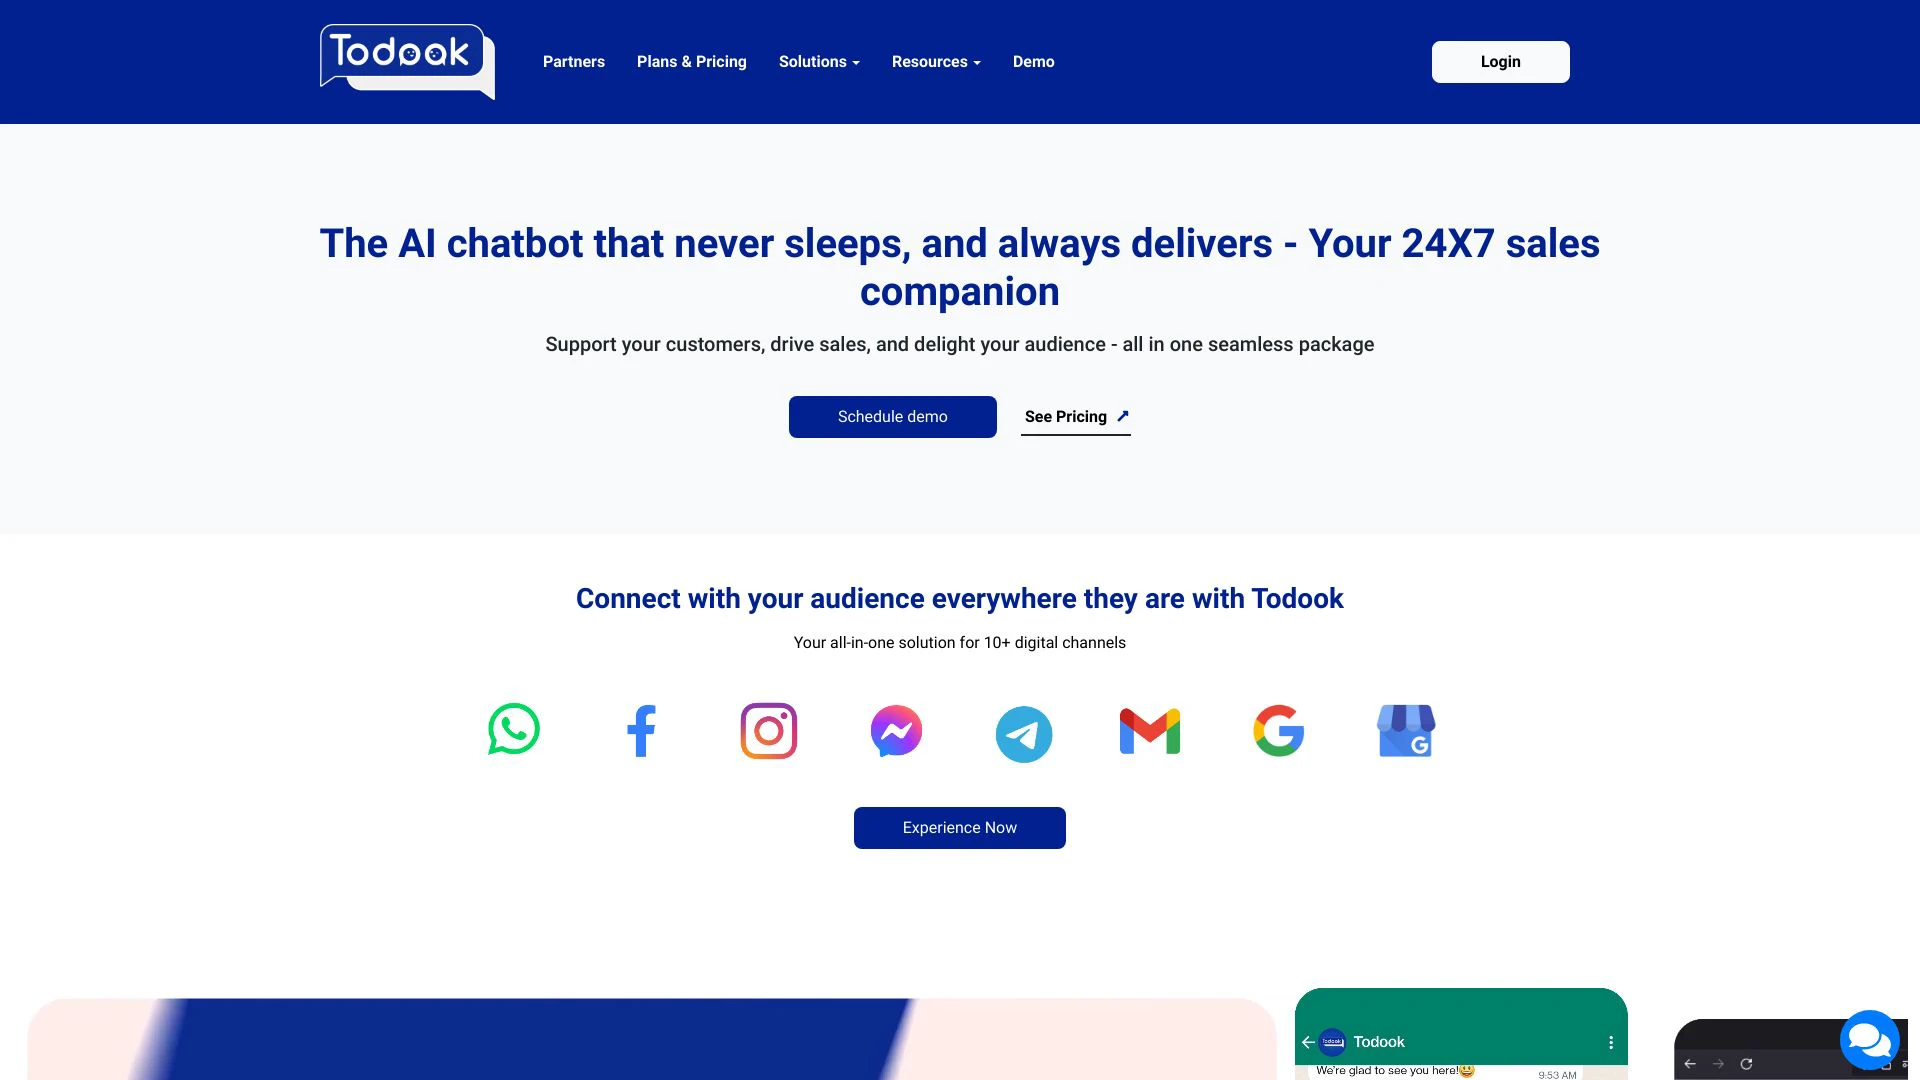 Todook
Partners
Plans & Pricing
Solutions
Resources
Demo
Login
The AI chatbot that never sleeps, and always delivers - Your 24X7 sales
companion
Support your customers, drive sales, and delight your audience - all in one seamless package
Schedule demo
See Pricing
Connect with your audience everywhere they are with Todook
Your all-in-one solution for 10+ digital channels
G
Experience Now
Todook
Todook
We're glad to see you here!😀
9:53 AM